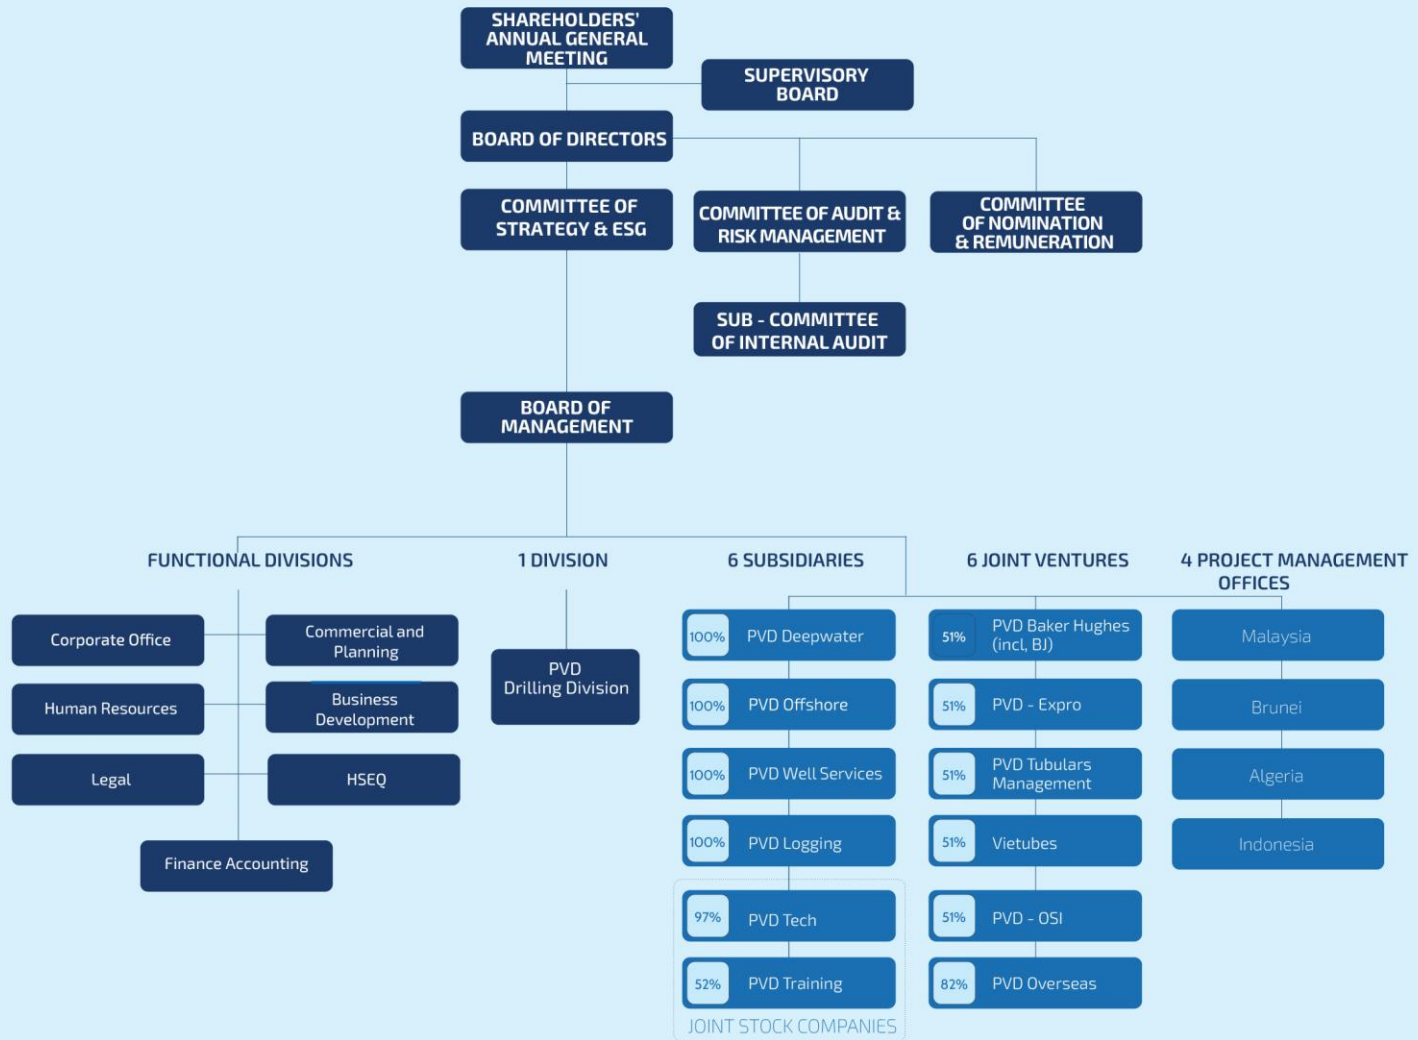 SHAREHOLDERS'
ANNUAL GENERAL
MEETING
SUPERVISORY
BOARD
BOARD OF DIRECTORS
COMMITTEE OF
STRATEGY & ESG
COMMITTEE OF AUDIT &
RISK MANAGEMENT
COMMITTEE
OF NOMINATION
& REMUNERATION
SUB - COMMITTEE
OF INTERNAL AUDIT
BOARD OF
MANAGEMENT
FUNCTIONAL DIVISIONS
Corporate Office
Commercial and
Planning
Human Resources
Business
Development
Legal
HSEQ
Finance Accounting
1 DIVISION
PVD
Drilling Division
6 SUBSIDIARIES
100% PVD Deepwater
100% PVD Offshore
100% PVD Well Services
100% PVD Logging
97% PVD Tech
52% PVD Training
JOINT STOCK COMPANIES
6 JOINT VENTURES
51% PVD Baker Hughes
(incl, BJ)
51% PVD - Expro
51% PVD Tubulars
Management
51% Vietubes
51% PVD - OSI
82% PVD Overseas
4 PROJECT MANAGEMENT
OFFICES
Malaysia
Brunei
Algeria
Indonesia